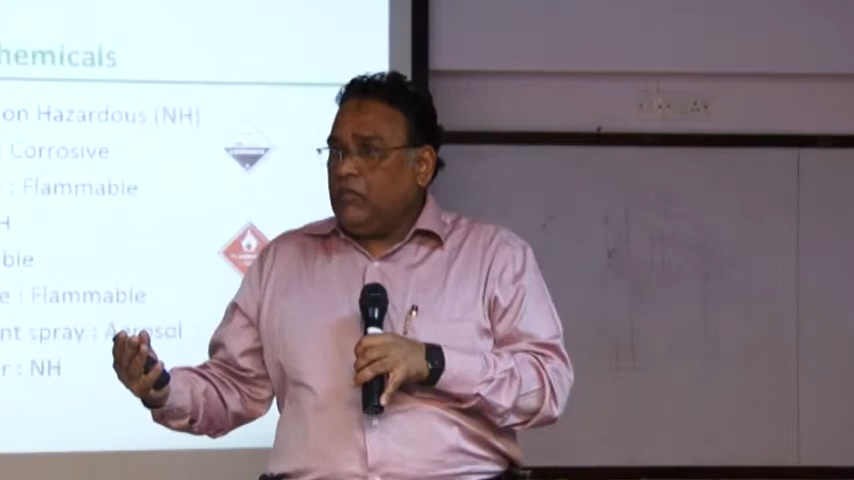 hemicals
on Hazardous (NH)
: Corrosive
s : Flammable
H
ble
e : Flammable
nt spray : Aerosol
r : NH